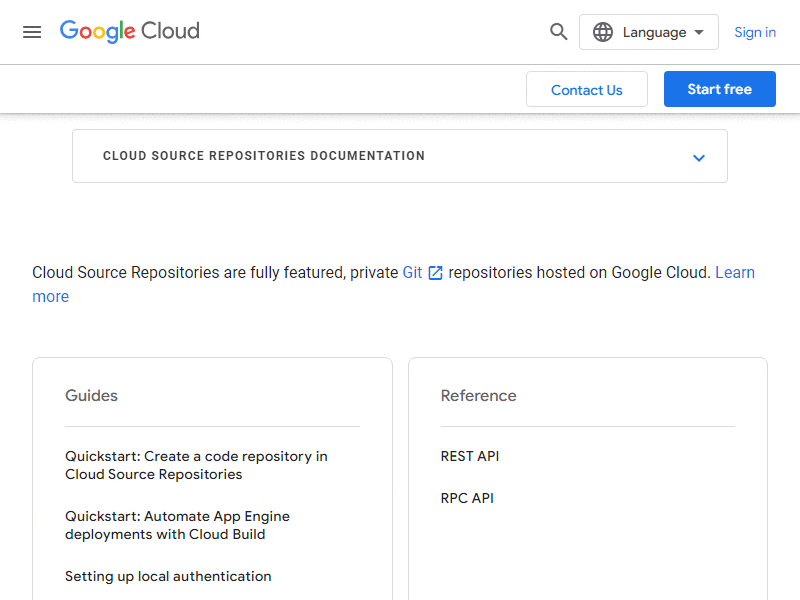 Google Cloud
Language
Sign in
Contact Us
Start free
CLOUD SOURCE REPOSITORIES DOCUMENTATION
Cloud Source Repositories are fully featured, private Git repositories hosted on Google Cloud. Learn
more
Guides
Quickstart: Create a code repository in
Cloud Source Repositories
Quickstart: Automate App Engine
deployments with Cloud Build
Setting up local authentication
Reference
REST API
RPC API